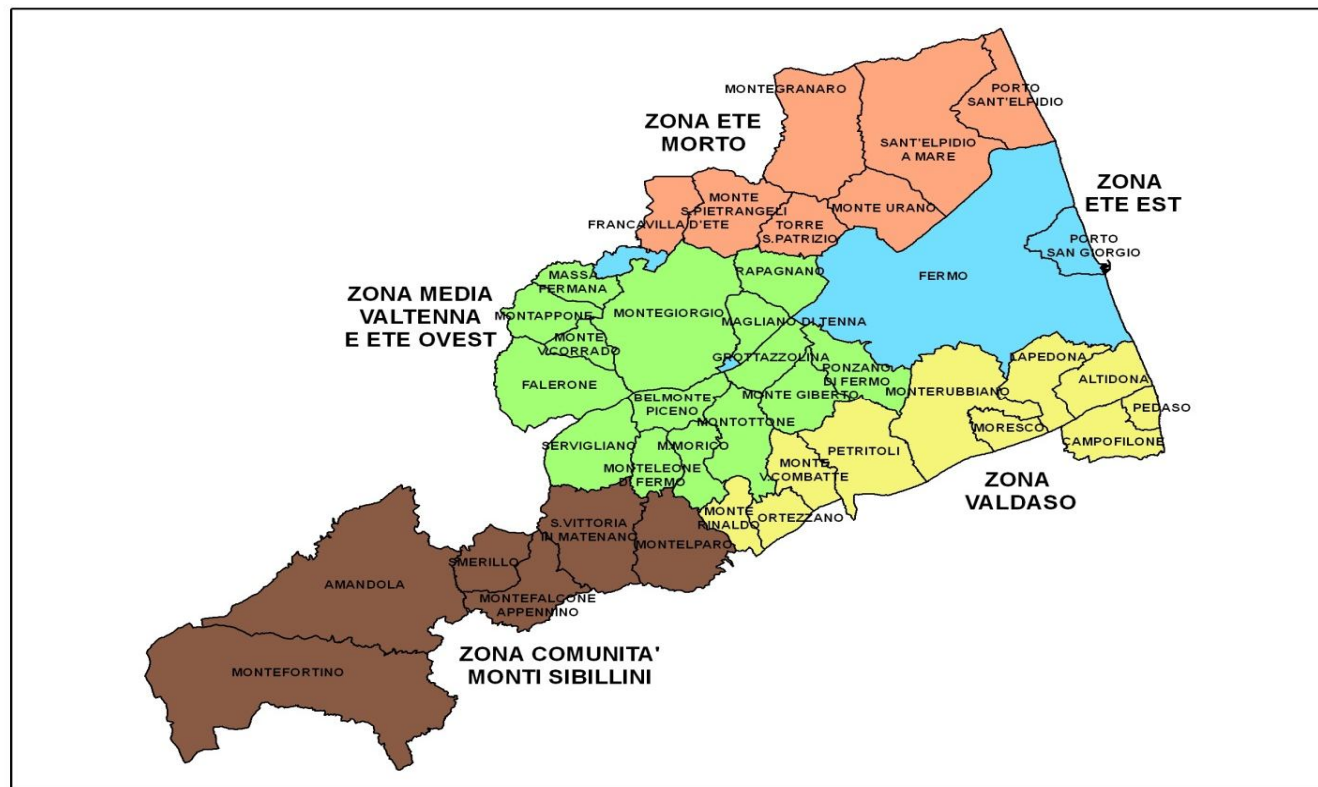 MONTEGRANARO
PORTO
SANT'ELPIDIO
ZONA ETE
MORTO
SANT'ELPIDIO
A MARE
ZONA
ETE EST
MONTE
S.PIETRANGELI
MONTE URANO
FRANCAVILLA D'ETE
TORRE
S.PATRIZIO
PORTO
SAN GIORGIO
FERMO
RAPAGNANO
MASSA
FERMANA
ZONA MEDIA
VALTENNA
E ETE OVEST
MONTEGIORGIO
MONTAPPONE
MAGLIANO DI TENNA
MONTE
V.CORRADO
GROTTAZZOLINA
LAPEDONA
PONZANO
DI FERMO
ALTIDONA
FALERONE
MONTE GIBERTO
MONTERUBBIANO
BELMONTE
PICENO
PEDASO
MONTOTTONE
MORESCO
CAMPOFILONE
SERVIGLIANO
M.MORICO
PETRITOLI
MONTELEONE
DI FERMO
MONTE
V.COMBATTE
ZONA
VALDASO
MONTE
RINALDO
ORTEZZANO
S.VITTORIA
IN MATENANO
MONTELPARO
SMERILLO
AMANDOLA
MONTEFALCONE
APPENNINO
ZONA COMUNITA'
MONTI SIBILLINI
MONTEFORTINO